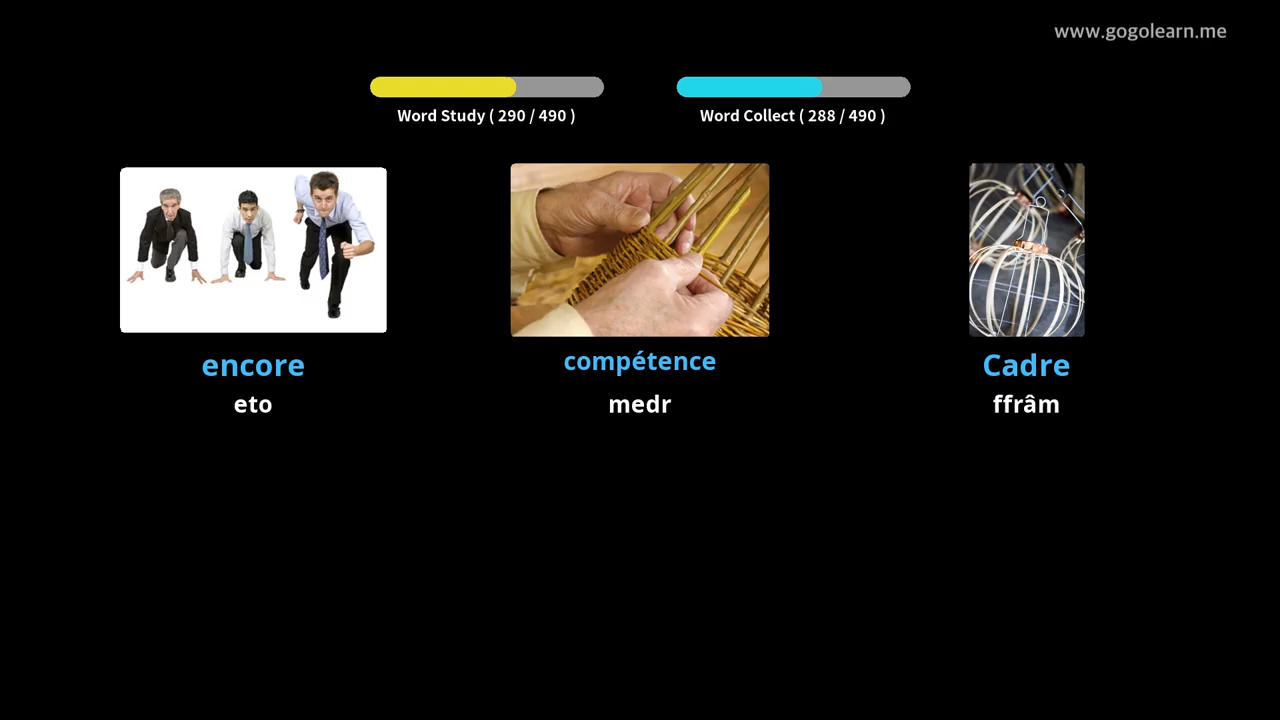 www.gogolearn.me
Word Study ( 290 / 490 )
Word Collect ( 288 / 490 )
encore
compétence
Cadre
eto
medr
ffrâm